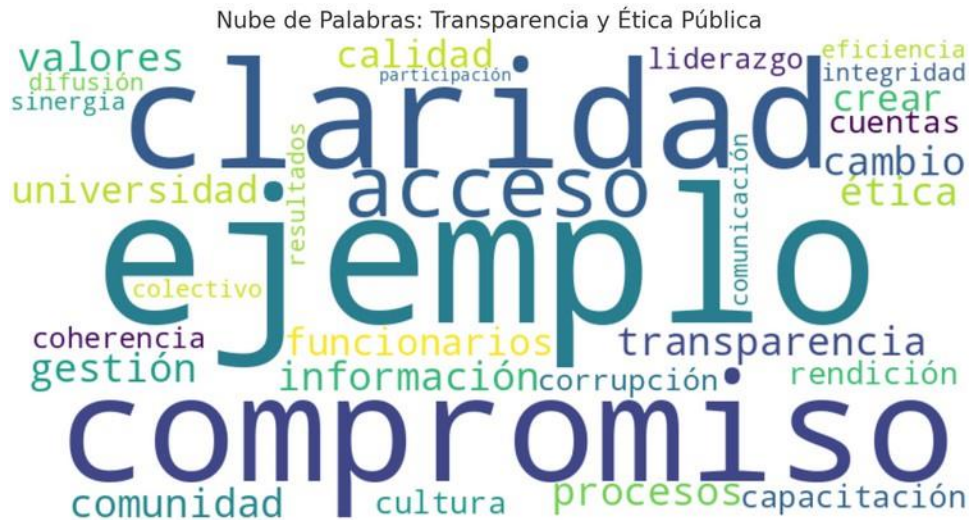 Nube de Palabras: Transparencia y Ética Pública
valores
difusión
sinergia
claridad
calidad
participación
liderazgo
eficiencia
integridad
crear
cuentas
cambio
ética
universidad
resultados
acceso
comunicación
ejemplo
colectivo
coherencia
gestión
funcionarios
información
corrupción
transparencia
rendición
compromiso
comunidad
cultura
procesos
capacitación